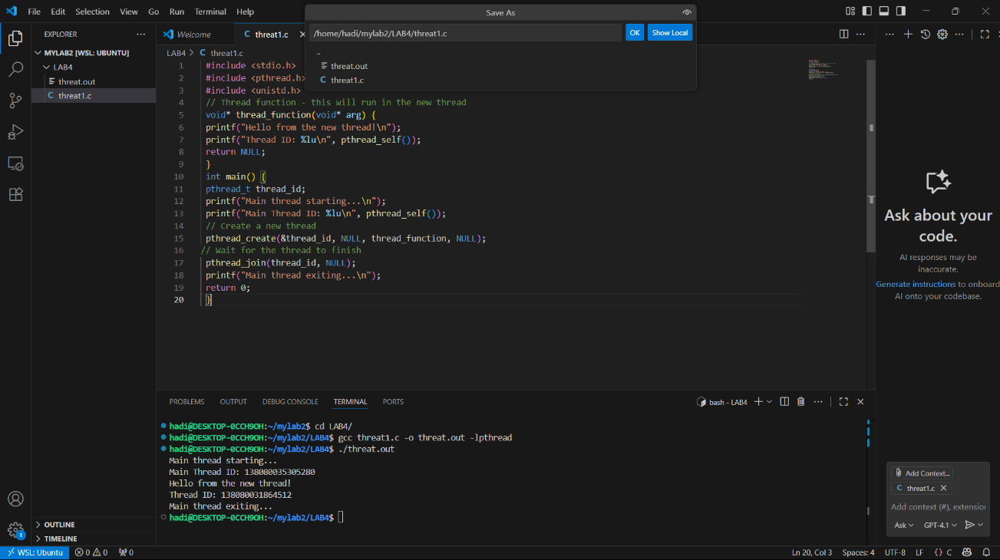 File Edit Selection View Go Run Terminal Help
Save As
/home/hadi/mylab2/LAB4/threat1.c OK Show Local
..
threat.out
C threat1.c
EXPLORER
MYLAB2 [WSL: UBUNTU]
LAB4
threat.out
C threat1.c
OUTLINE
TIMELINE
Welcome C threat1.c
LAB4 > C threat1.c
1 #include <stdio.h>
2 #include <pthread.h>
3 #include <unistd.h>
4 // Thread function - this will run in the new thread
5 void* thread_function(void* arg) {
6 printf("Hello from the new thread!\n");
7 printf("Thread ID: %lu\n", pthread_self());
8 return NULL;
9 }
10 int main() {
11 pthread_t thread_id;
12 printf("Main thread starting...\n");
13 printf("Main Thread ID: %lu\n", pthread_self());
14 // Create a new thread
15 pthread_create(&thread_id, NULL, thread_function, NULL);
16 // Wait for the thread to finish
17 pthread_join(thread_id, NULL);
18 printf("Main thread exiting...\n");
19 return 0;
20 }
PROBLEMS OUTPUT DEBUG CONSOLE TERMINAL PORTS
bash - LAB4
hadi@DESKTOP-0CCH9OH:~/mylab2$ cd LAB4/
hadi@DESKTOP-0CCH9OH:~/mylab2/LAB4$ gcc threat1.c -o threat.out -lpthread
hadi@DESKTOP-0CCH9OH:~/mylab2/LAB4$ ./threat.out
Main thread starting...
Main Thread ID: 138080035305280
Hello from the new thread!
Thread ID: 138080031864512
Main thread exiting...
hadi@DESKTOP-0CCH9OH:~/mylab2/LAB4$
Ask about your
code.
AI responses may be
inaccurate.
Generate instructions to onboard
AI onto your codebase.
Add Context...
C threat1.c
Add context (#), extension
Ask GPT-4.1
1
WSL: Ubuntu 0 0 0 Ln 20, Col 3 Spaces: 4 UTF-8 LF {} C